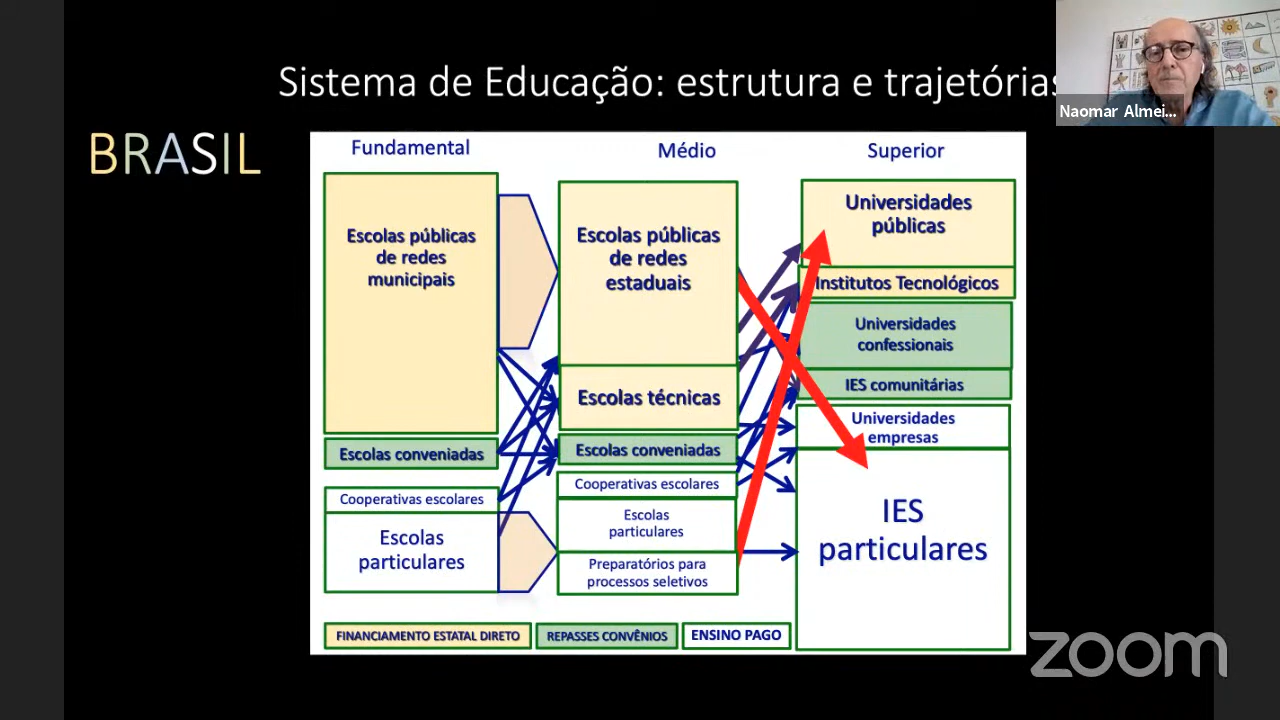 Sistema de Educação: estrutura e trajetórias
Naomar Almei...
BRASIL
Fundamental
Médio
Superior
Escolas públicas
de redes
municipais
Escolas conveniadas
Cooperativas escolares
Escolas
particulares
Escolas públicas
de redes
estaduais
Escolas técnicas
Escolas conveniadas
Cooperativas escolares
Escolas
particulares
Preparatórios para
processos seletivos
Universidades
públicas
Institutos Tecnológicos
Universidades
confessionais
IES comunitárias
Universidades
empresas
IES
particulares
FINANCIAMENTO ESTATAL DIRETO
REPASSES CONVÊNIOS
ENSINO PAGO
zoom